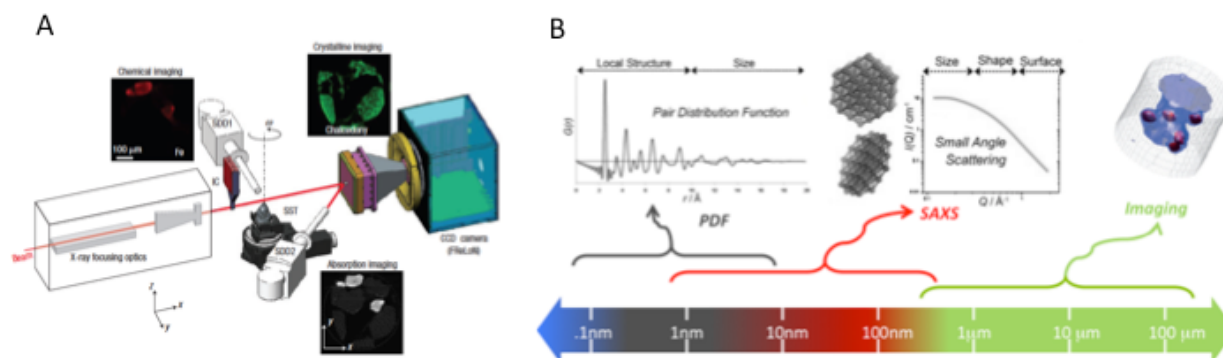 A
Chemical imaging
Fe
100 µm
SDD1
Crystalline imaging
Chalcedony
IC
SST
Beam
X-ray focusing optics
SDD2
CCD camera
(FReLoN)
Absorption imaging
z
x
y
y
x
B
Local Structure
Size
Pair Distribution Function
G(r)
r / Å
PDF
Size
Shape
Surface
I(Q) / cm⁻¹
Small Angle
Scattering
Q / Å⁻¹
SAXS
Imaging
.1nm
1nm
10nm
100nm
1µm
10 µm
100 µm